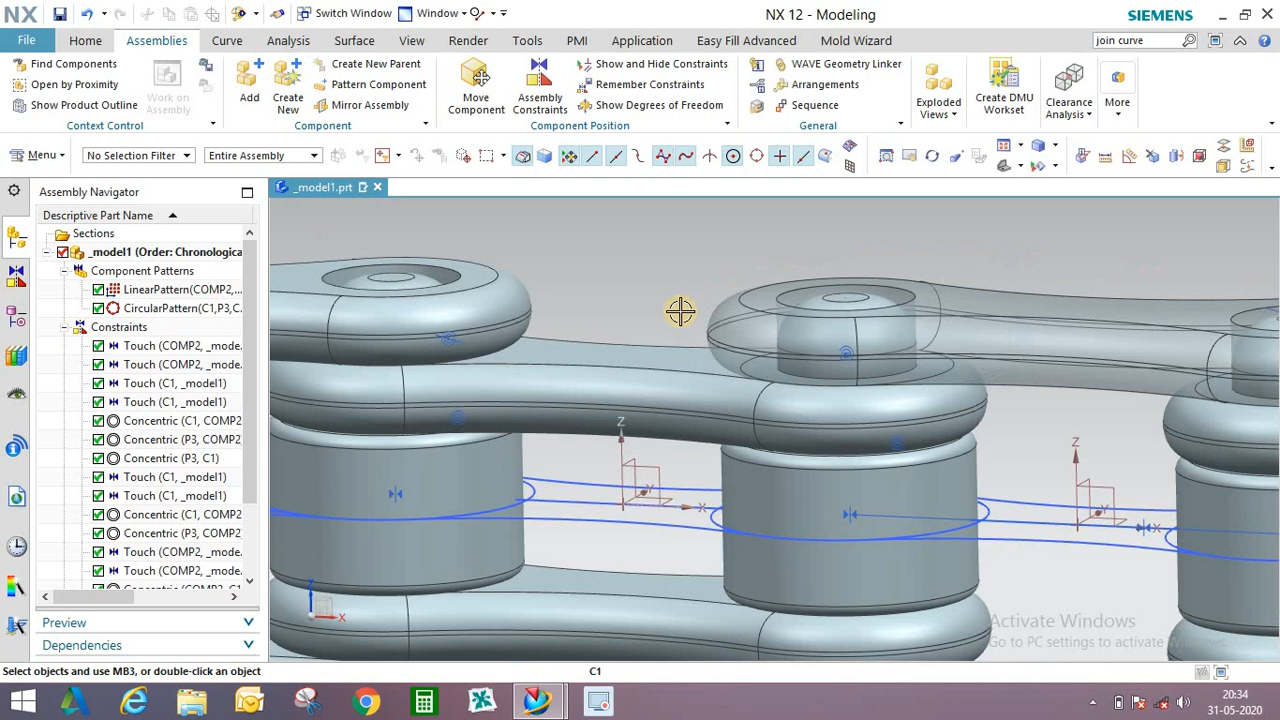 NX
Switch Window
Window
NX 12 - Modeling
SIEMENS
File
Home
Assemblies
Curve
Analysis
Surface
View
Render
Tools
PMI
Application
Easy Fill Advanced
Mold Wizard
join curve
Find Components
Open by Proximity
Show Product Outline
Work on
Assembly
Context Control
Add
Create
New
Create New Parent
Pattern Component
Mirror Assembly
Component
Move
Component
Assembly
Constraints
Show and Hide Constraints
Remember Constraints
Show Degrees of Freedom
Component Position
WAVE Geometry Linker
Arrangements
Sequence
General
Exploded
Views
Create DMU
Workset
Clearance
Analysis
More
Menu
No Selection Filter
Entire Assembly
Assembly Navigator
_model1.prt
Descriptive Part Name
Sections
_model1 (Order: Chronologica
Component Patterns
LinearPattern(COMP2,...
CircularPattern(C1,P3,C...
Constraints
Touch (COMP2, _mode...
Touch (COMP2, _mode...
Touch (C1, _model1)
Touch (C1, _model1)
Concentric (C1, COMP2
Concentric (P3, COMP2
Concentric (P3, C1)
Touch (C1, _model1)
Touch (C1, _model1)
Concentric (C1, COMP2
Concentric (P3, COMP2
Touch (COMP2, _mode...
Touch (COMP2, _mode...
Preview
Dependencies
Z
Y
X
Z
Y
X
Z
X
Activate Windows
Go to PC settings to activate Windows.
Select objects and use MB3, or double-click an object
C1
20:34
31-05-2020